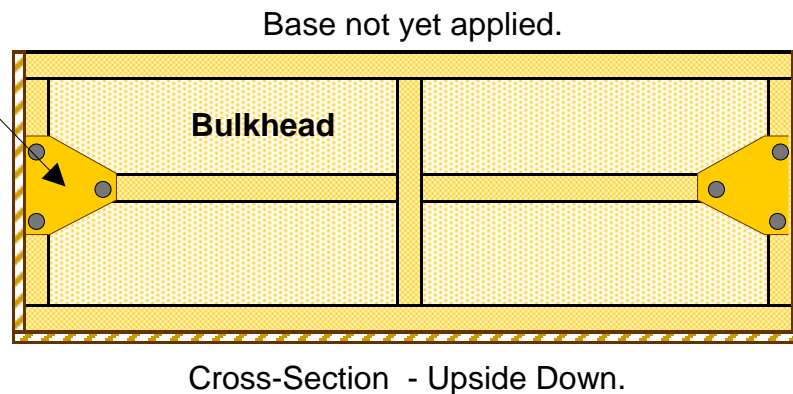 Base not yet applied.
Bulkhead
Cross-Section - Upside Down.